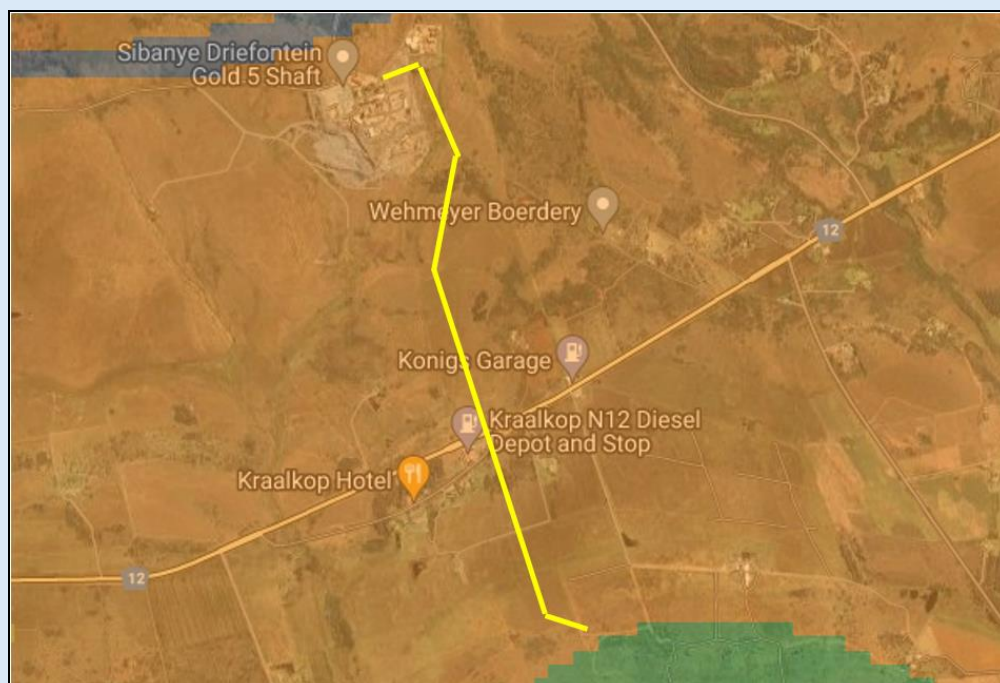 Sibanye Driefontein
Gold 5 Shaft
Wehmeyer Boerdery
12
Konigs Garage
Kraalkop N12 Diesel
Depot and Stop
Kraalkop Hotel
12